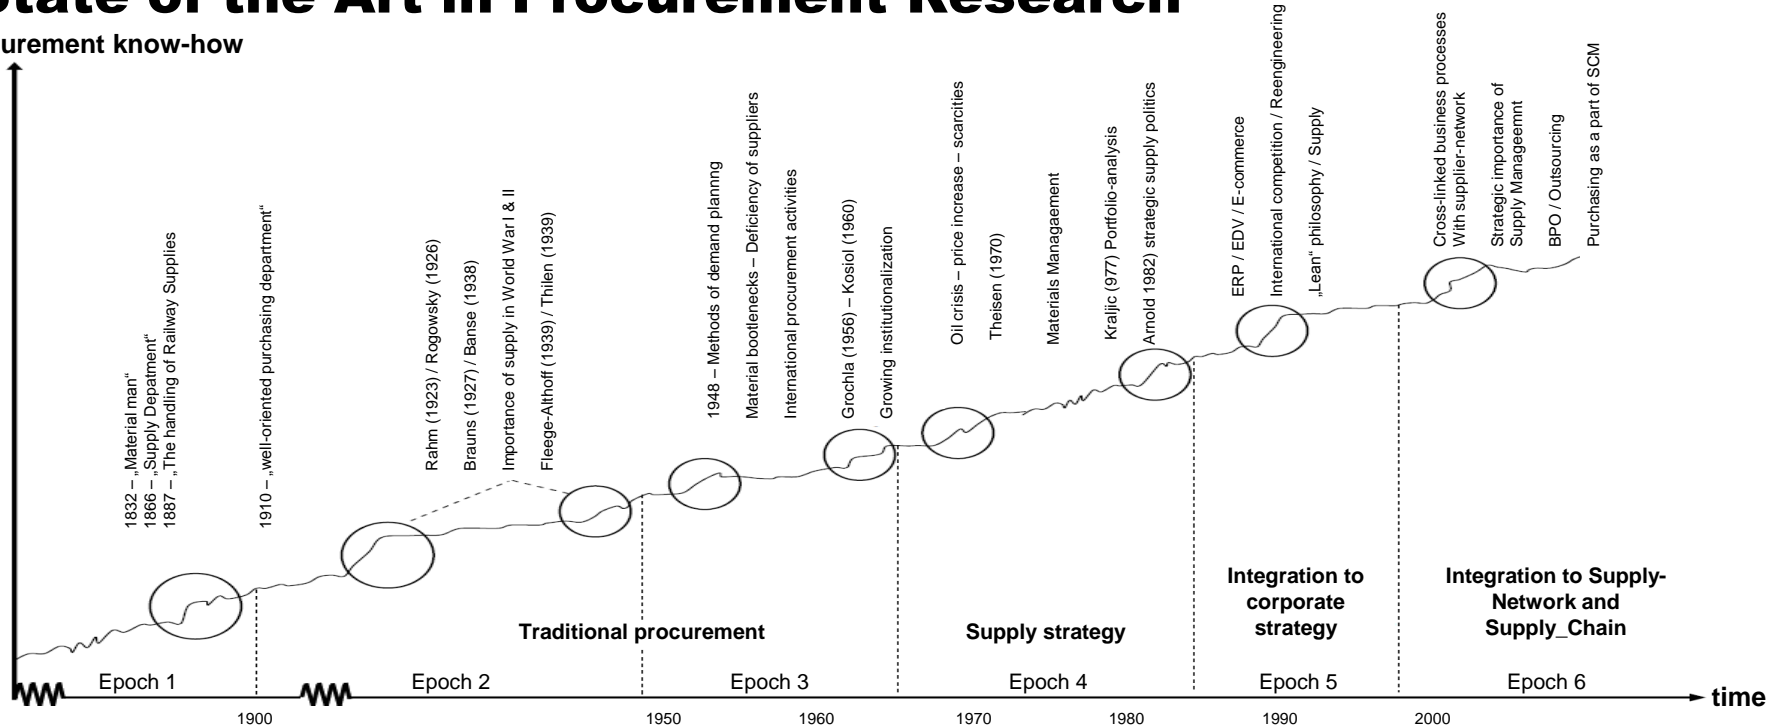 State of the Art in Procurement Research
urement know-how
1832 – „Material man“
1866 – „Supply Depatment“
1887 – „The handling of Railway Supplies
1910 – „well-oriented purchasing department“
Rahm (1923) / Rogowsky (1926)
Brauns (1927) / Banse (1938)
Importance of supply in World War I & II
Fleege-Althoff (1939) / Thilen (1939)
1948 – Methods of demand plannng
Material bootlenecks – Deficiency of suppliers
International procurement activities
Grochla (1956) – Kosiol (1960)
Growing institutionalization
Oil crisis – price increase – scarcities
Theisen (1970)
Materials Managaement
Kraljic (977) Portfolio-analysis
Arnold 1982) strategic supply politics
ERP / EDV / E-commerce
International competition / Reengineering
„Lean“ philosophy / Supply
Cross-linked business processes
With supplier-network
Strategic importance of
Supply Manageemnt
BPO / Outsourcing
Purchasing as a part of SCM
Traditional procurement
Supply strategy
Integration to
corporate
strategy
Integration to Supply-
Network and
Supply_Chain
Epoch 1
Epoch 2
Epoch 3
Epoch 4
Epoch 5
Epoch 6
time
1900
1950
1960
1970
1980
1990
2000